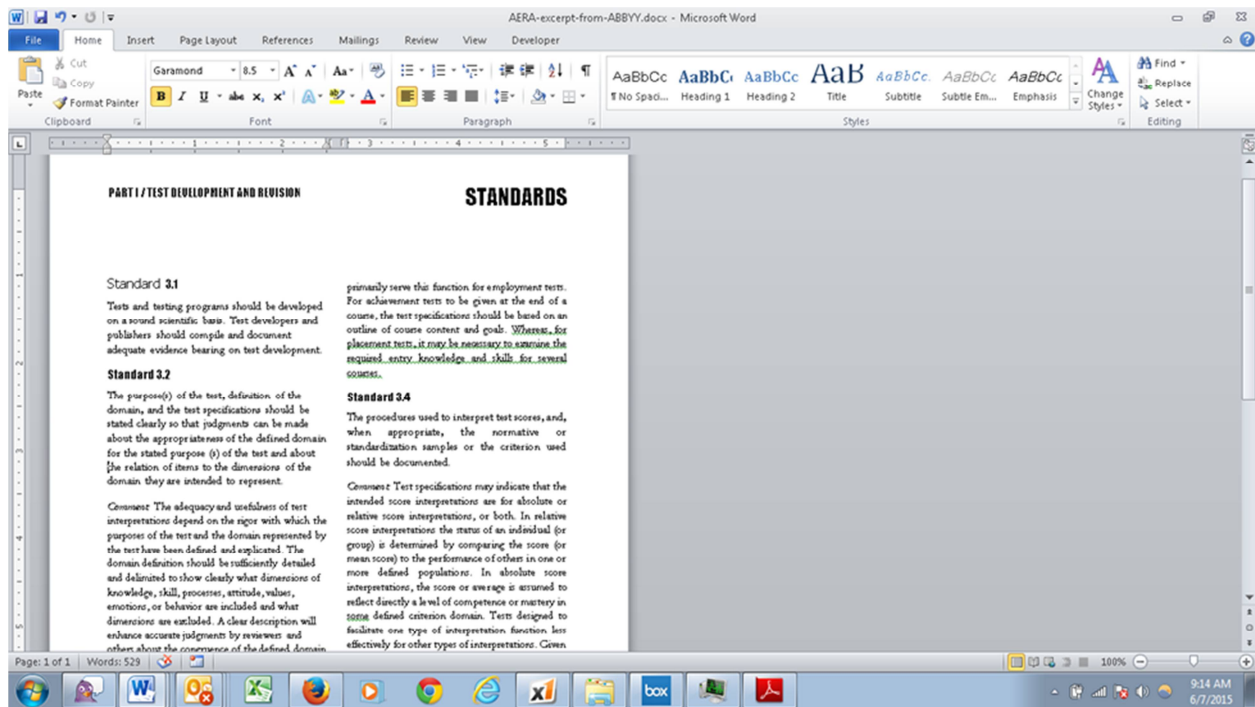 AERA-excerpt-from-ABBYY.docx - Microsoft Word
File Home Insert Page Layout References Mailings Review View Developer
Paste
Cut
Copy
Format Painter
Clipboard
Garamond 8.5
Font
Paragraph
AaBbCc AaBbC AaBbCc AaB AaBbCc. AaBbCc AaBbCc
¶ No Spaci... Heading 1 Heading 2 Title Subtitle Subtle Em... Emphasis
Change
Styles
Styles
Find
Replace
Select
Editing
PART I / TEST DEVELOPMENT AND REVISION
STANDARDS
Standard 3.1
Tests and testing programs should be developed
on a sound scientific basis. Test developers and
publishers should compile and document
adequate evidence bearing on test development.
Standard 3.2
The purpose(s) of the test, definition of the
domain, and the test specifications should be
stated clearly so that judgments can be made
about the appropriateness of the defined domain
for the stated purpose (s) of the test and about
the relation of items to the dimensions of the
domain they are intended to represent.
Comment The adequacy and usefulness of test
interpretations depend on the rigor with which the
purposes of the test and the domain represented by
the test have been defined and explicated. The
domain definition should be sufficiently detailed
and delimited to show clearly what dimensions of
knowledge, skill, processes, attitude, values,
emotions, or behavior are included and what
dimensions are excluded. A clear description will
enhance accurate judgments by reviewers and
others about the congruence of the defined domain
primarily serve this function for employment tests.
For achievement tests to be given at the end of a
course, the test specifications should be based on an
outline of course content and goals. Whereas, for
placement tests, it may be necessary to examine the
required entry knowledge and skills for several
courses.
Standard 3.4
The procedures used to interpret test scores, and,
when appropriate, the normative or
standardization samples or the criterion used
should be documented.
Comment Test specifications may indicate that the
intended score interpretations are for absolute or
relative score interpretations, or both. In relative
score interpretations the status of an individual (or
group) is determined by comparing the score (or
mean score) to the performance of others in one or
more defined populations. In absolute score
interpretations, the score or average is assumed to
reflect directly a level of competence or mastery in
some defined criterion domain. Tests designed to
facilitate one type of interpretation function less
effectively for other types of interpretations. Given
Page: 1 of 1 Words: 529
100%
box
9:14 AM
6/7/2015